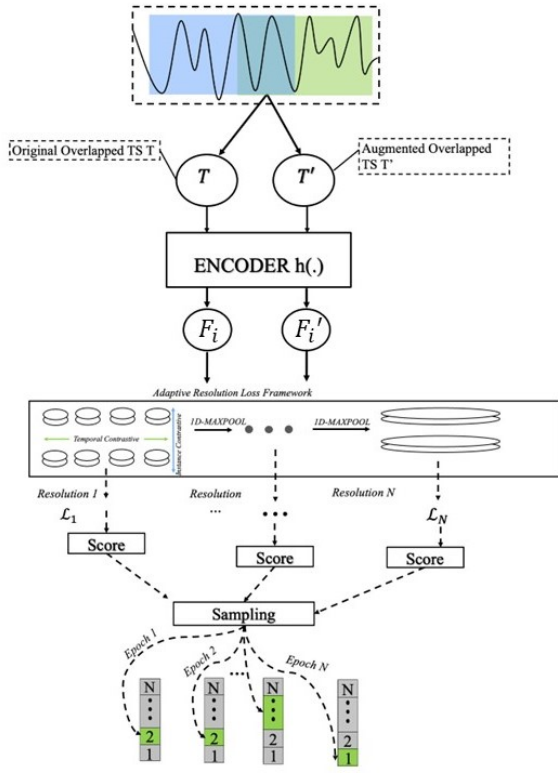 Original Overlapped TS T
T
T'
Augmented Overlapped
TS T'
ENCODER h(.)
F_i
F_i'
Adaptive Resolution Loss Framework
Temporal Contrastive
Instance Contrastive
1D-MAXPOOL
1D-MAXPOOL
Resolution 1
Resolution
...
Resolution N
ℒ_1
ℒ_N
Score
Score
Score
Sampling
Epoch 1
Epoch 2
...
Epoch N
N
2
1
N
2
1
N
2
1
N
2
1